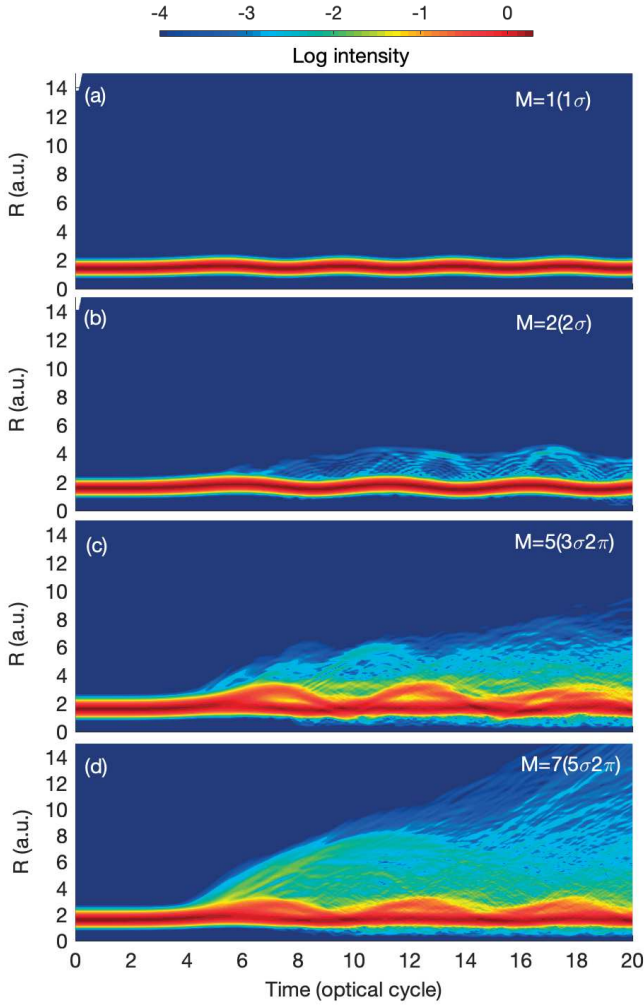 -4 -3 -2 -1 0
Log intensity
(a) M=1(1σ)
14
12
10
8
6
4
2
0
R (a.u.)
(b) M=2(2σ)
14
12
10
8
6
4
2
0
R (a.u.)
(c) M=5(3σ2π)
14
12
10
8
6
4
2
0
R (a.u.)
(d) M=7(5σ2π)
14
12
10
8
6
4
2
0
R (a.u.)
0 2 4 6 8 10 12 14 16 18 20
Time (optical cycle)